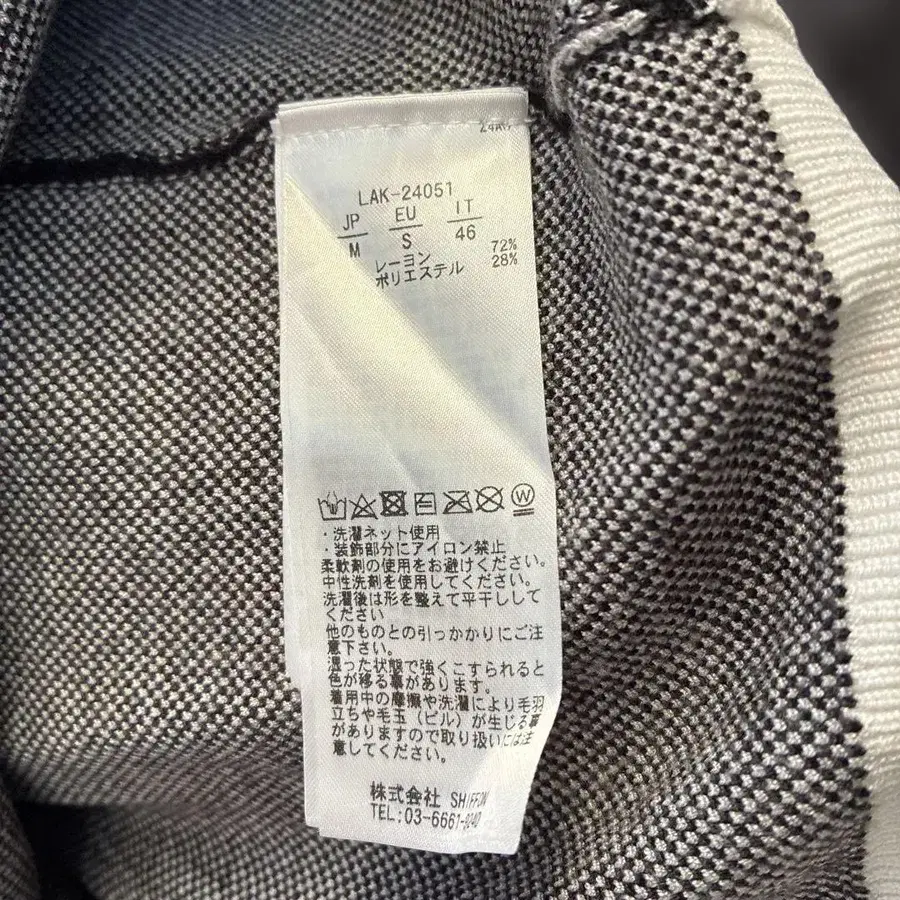 LAK-24051
JP EU IT
M S 46
レーヨン 72%
ポリエステル 28%
W
・洗濯ネット使用
・装飾部分にアイロン禁止
柔軟剤の使用をお避けください。
中性洗剤を使用してください。
洗濯後は形を整えて平干しして
ください
他のものとの引っかかりにご注
意下さい。
湿った状態で強くこすられると
色が移る事があります。
着用中の摩擦や洗濯により毛羽
立ちや毛玉（ピル）が生じる事
がありますので取り扱いには注
意してください。
株式会社 SHIFFON
TEL:03-6661-